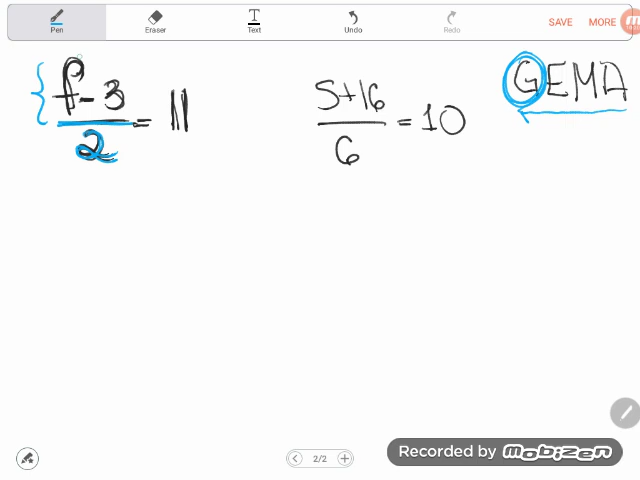 Pen
Eraser
Text
Undo
Redo
SAVE
MORE
f - 3
2
= 11
S+16
6
= 10
GEMA
2/2
Recorded by mobizen